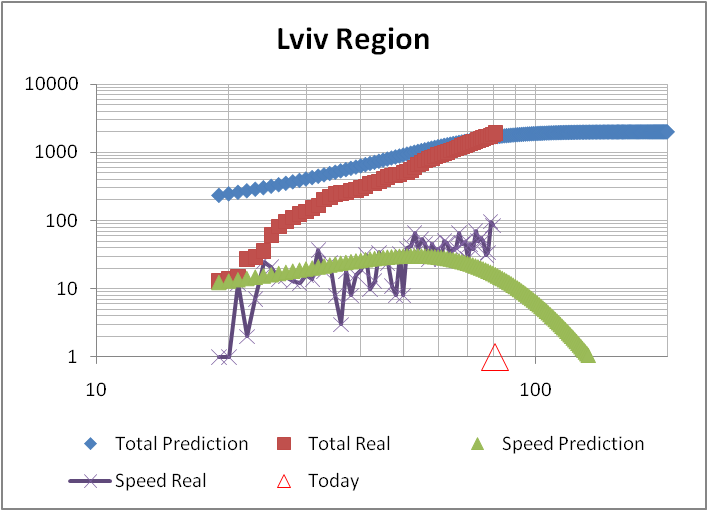 Lviv Region
10000
1000
100
10
1
10 100
Total Prediction Total Real Speed Prediction
Speed Real Today